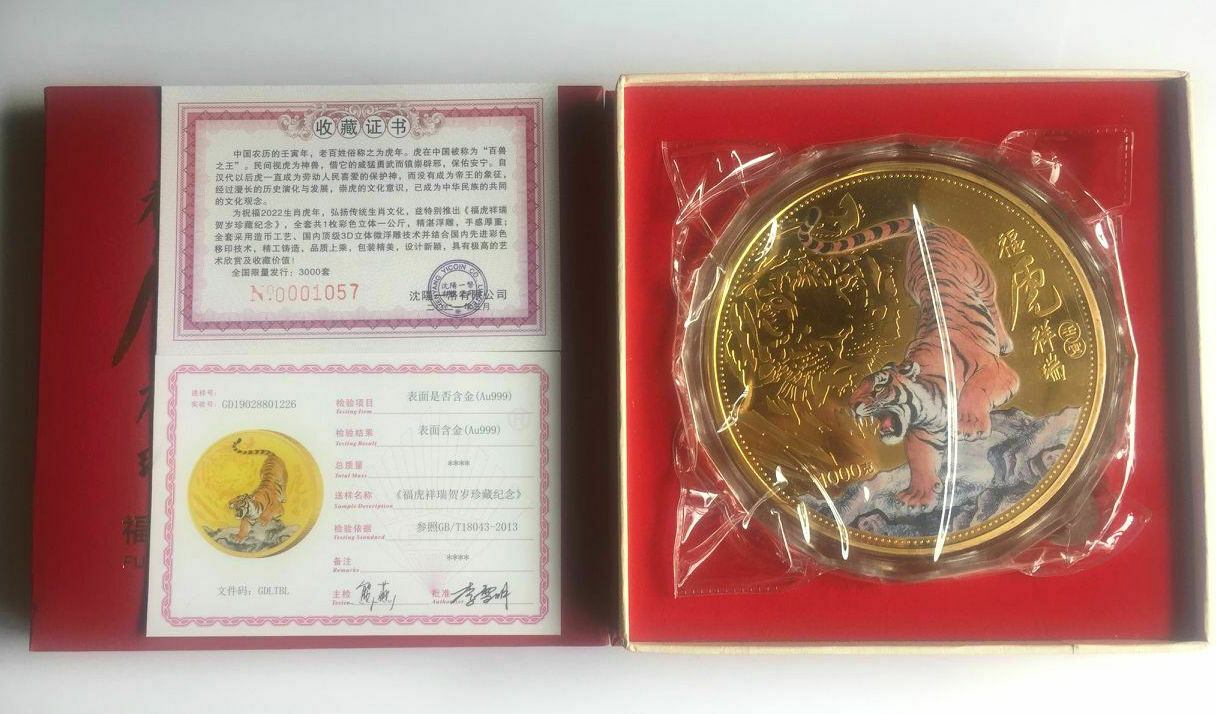 收藏证书
中国农历的壬寅年，老百姓俗称之为虎年。虎在中国被称为“百兽
之王”。民间视虎为神兽，借它的威猛勇武而镇祟辟邪，保佑安宁。自
汉代以后虎一直成为劳动人民喜爱的保护神，而没有成为帝王的象征，
经过漫长的历史演化与发展，崇虎的文化意识，已成为中华民族的共同
的文化观念。
为祝福2022生肖虎年，弘扬传统生肖文化，兹特别推出《福虎祥瑞
贺岁珍藏纪念》，全套共1枚彩色立体一公斤，精湛浮雕，手感厚重；
全套采用造币工艺、国内顶级3D立体微浮雕技术并结合国内先进彩色
移印技术，精工铸造，品质上乘，包装精美，设计新颖，具有极高的艺
术欣赏及收藏价值！
全国限量发行：3000套
№0001057
沈阳一币有限公司
送样号:
实验号: GD19028801226
检验项目 表面是否含金(Au999)
Testing Item
检验结果 表面含金(Au999)
Testing Result
总质量 ****
Total Mass
送样名称 《福虎祥瑞贺岁珍藏纪念》
Sample Description
检验依据 参照GB/T18043-2013
Testing Standard
备注 ****
Remarks
主检
Tester
批准
文件码: GDLTBL
福
FU
福虎祥瑞
1000克